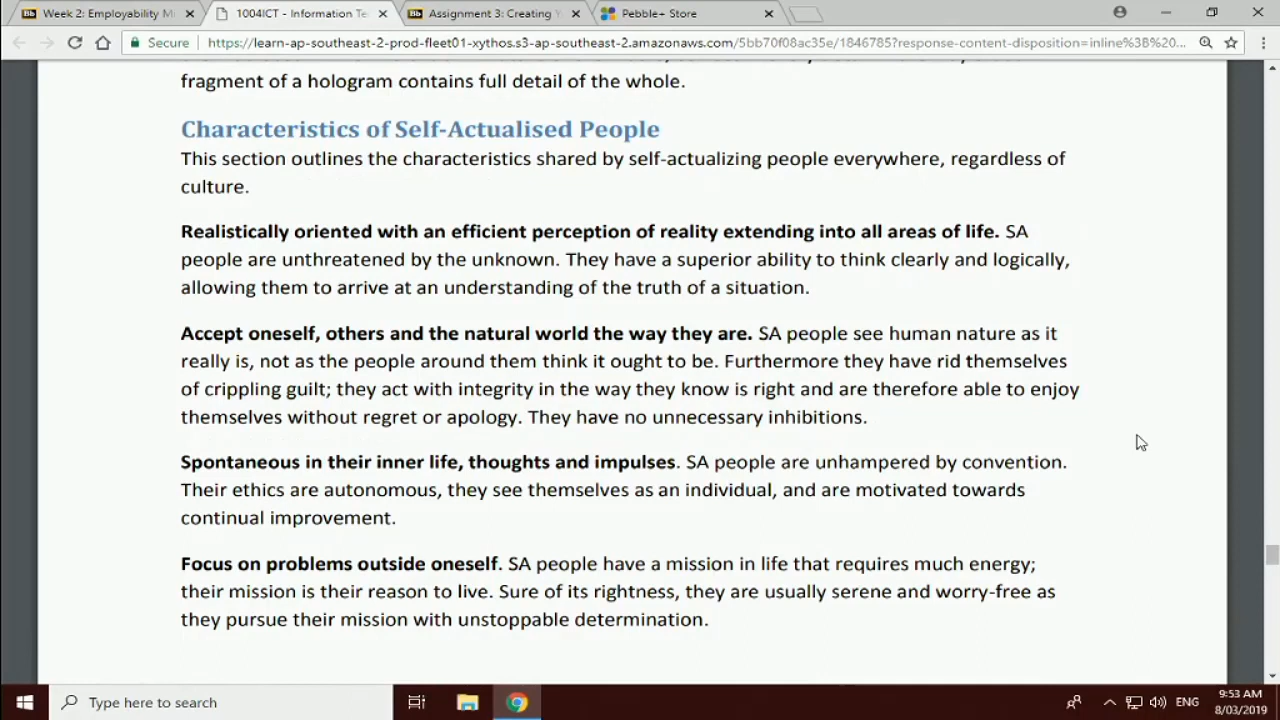 Week 2: Employability M
1004ICT - Information Te
Assignment 3: Creating Y
Pebble+ Store
Secure
https://learn-ap-southeast-2-prod-fleet01-xythos.s3-ap-southeast-2.amazonaws.com/5bb70f08ac35e/1846785?response-content-disposition=inline%3B%20...
fragment of a hologram contains full detail of the whole.
Characteristics of Self-Actualised People
This section outlines the characteristics shared by self-actualizing people everywhere, regardless of
culture.
Realistically oriented with an efficient perception of reality extending into all areas of life. SA
people are unthreatened by the unknown. They have a superior ability to think clearly and logically,
allowing them to arrive at an understanding of the truth of a situation.
Accept oneself, others and the natural world the way they are. SA people see human nature as it
really is, not as the people around them think it ought to be. Furthermore they have rid themselves
of crippling guilt; they act with integrity in the way they know is right and are therefore able to enjoy
themselves without regret or apology. They have no unnecessary inhibitions.
Spontaneous in their inner life, thoughts and impulses. SA people are unhampered by convention.
Their ethics are autonomous, they see themselves as an individual, and are motivated towards
continual improvement.
Focus on problems outside oneself. SA people have a mission in life that requires much energy;
their mission is their reason to live. Sure of its rightness, they are usually serene and worry-free as
they pursue their mission with unstoppable determination.
Type here to search
ENG
9:53 AM
8/03/2019